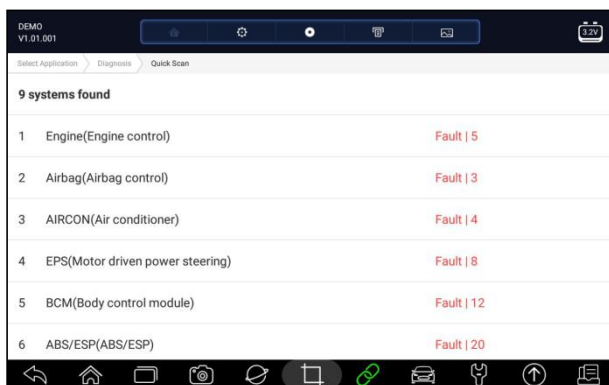 DEMO
V1.01.001
3.2V
Select Application Diagnosis Quick Scan
9 systems found
1 Engine(Engine control) Fault | 5
2 Airbag(Airbag control) Fault | 3
3 AIRCON(Air conditioner) Fault | 4
4 EPS(Motor driven power steering) Fault | 8
5 BCM(Body control module) Fault | 12
6 ABS/ESP(ABS/ESP) Fault | 20